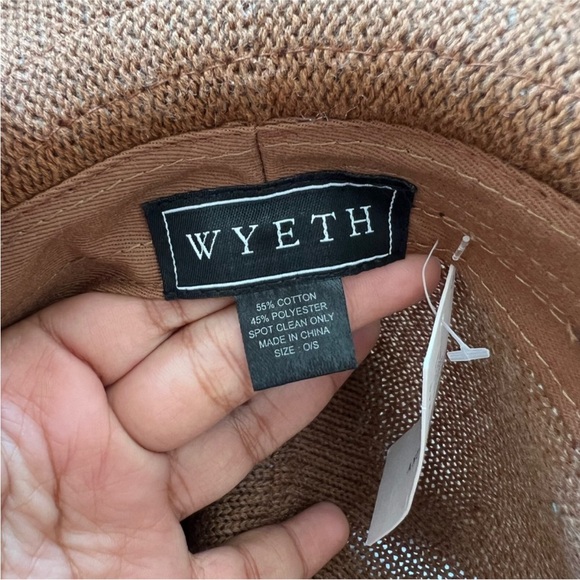 WYETH
55% COTTON
45% POLYESTER
SPOT CLEAN ONLY
MADE IN CHINA
SIZE : O/S